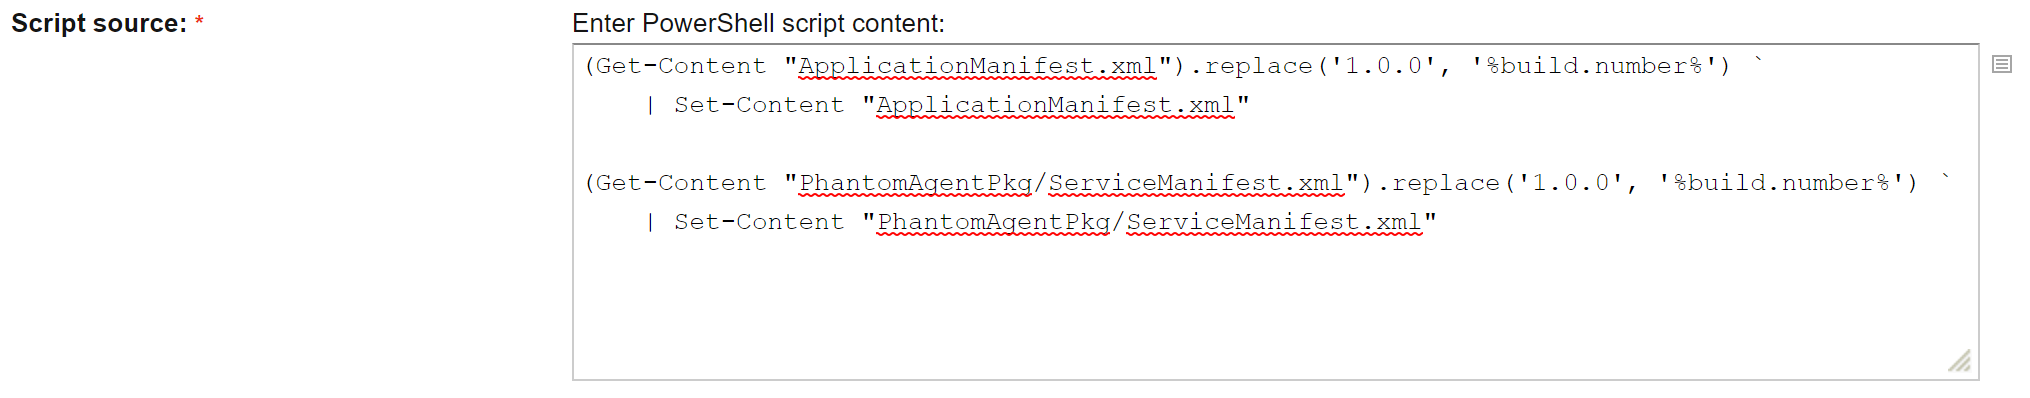 Script source: *
Enter PowerShell script content:
(Get-Content "ApplicationManifest.xml").replace('1.0.0', '%build.number%') `
    | Set-Content "ApplicationManifest.xml"
(Get-Content "PhantomAgentPkg/ServiceManifest.xml").replace('1.0.0', '%build.number%') `
    | Set-Content "PhantomAgentPkg/ServiceManifest.xml"